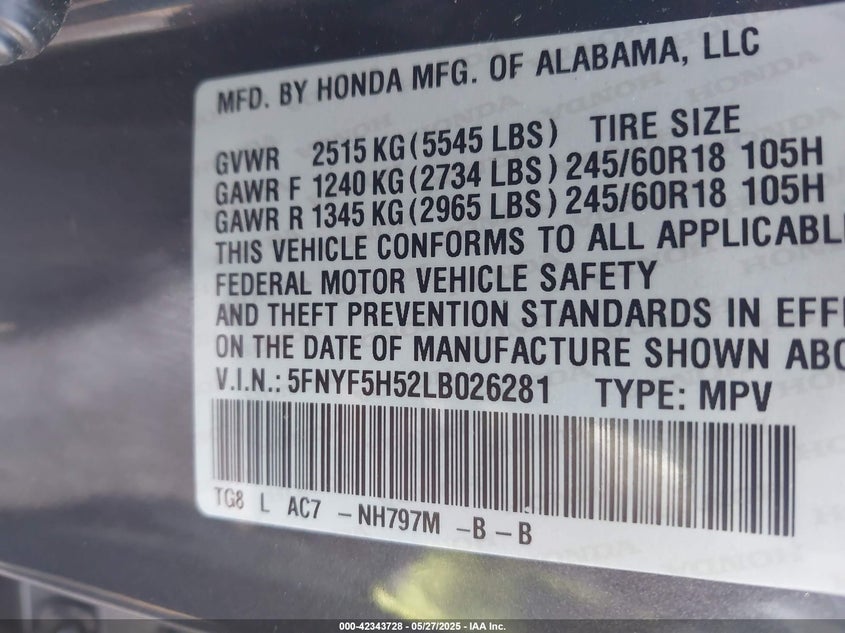 MFD. BY HONDA MFG. OF ALABAMA, LLC
GVWR 2515 KG (5545 LBS) TIRE SIZE
GAWR F 1240 KG (2734 LBS) 245/60R18 105H
GAWR R 1345 KG (2965 LBS) 245/60R18 105H
THIS VEHICLE CONFORMS TO ALL APPLICABL
FEDERAL MOTOR VEHICLE SAFETY
AND THEFT PREVENTION STANDARDS IN EFF
ON THE DATE OF MANUFACTURE SHOWN ABO
V.I.N.: 5FNYF5H52LB026281 TYPE: MPV
TG8 L AC7 - NH797M - B - B
000-42343728 - 05/27/2025 - IAA Inc.